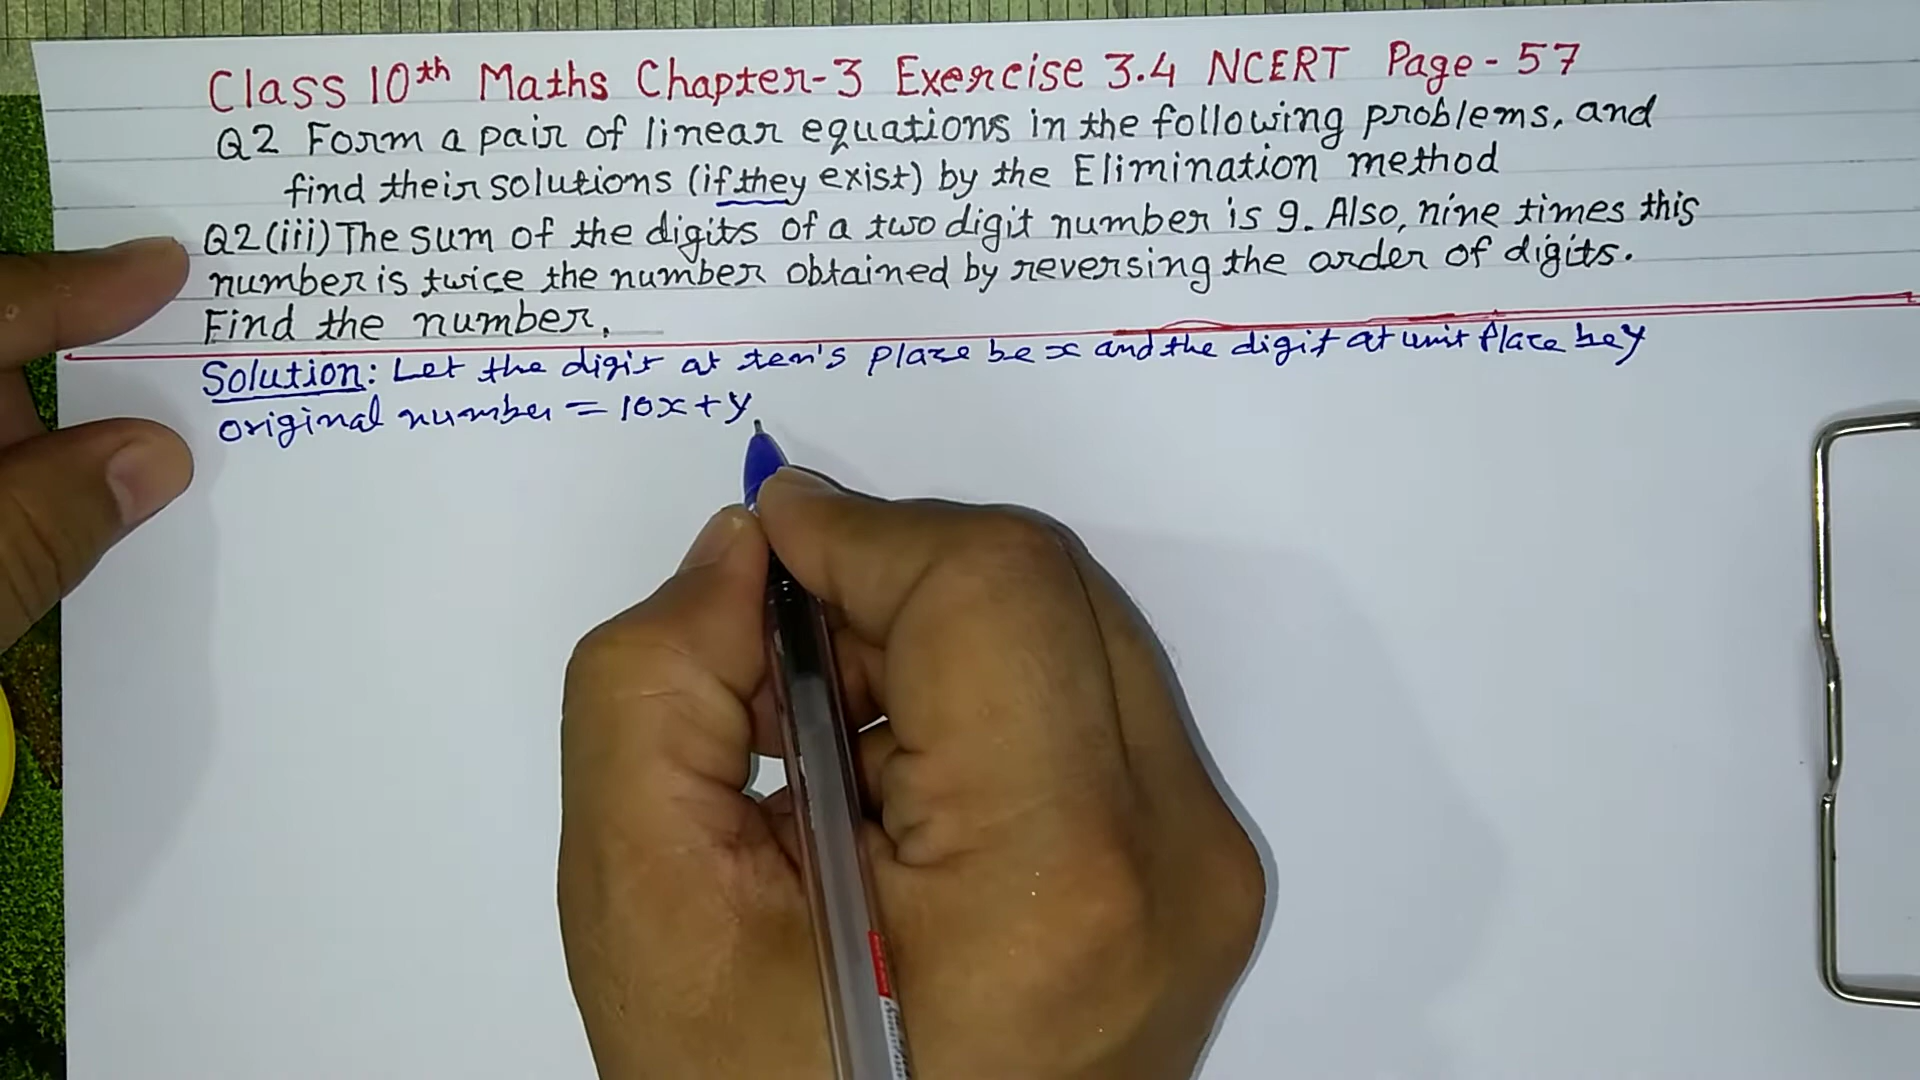 Class 10th Maths Chapter-3 Exercise 3.4 NCERT Page-57
Q2 Form a pair of linear equations in the following problems, and
find their solutions (if they exist) by the Elimination method
Q2(iii) The sum of the digits of a two digit number is 9. Also, nine times this
number is twice the number obtained by reversing the order of digits.
Find the number.
Solution: Let the digit at ten's place be x and the digit at unit place be y
original number = 10x+y